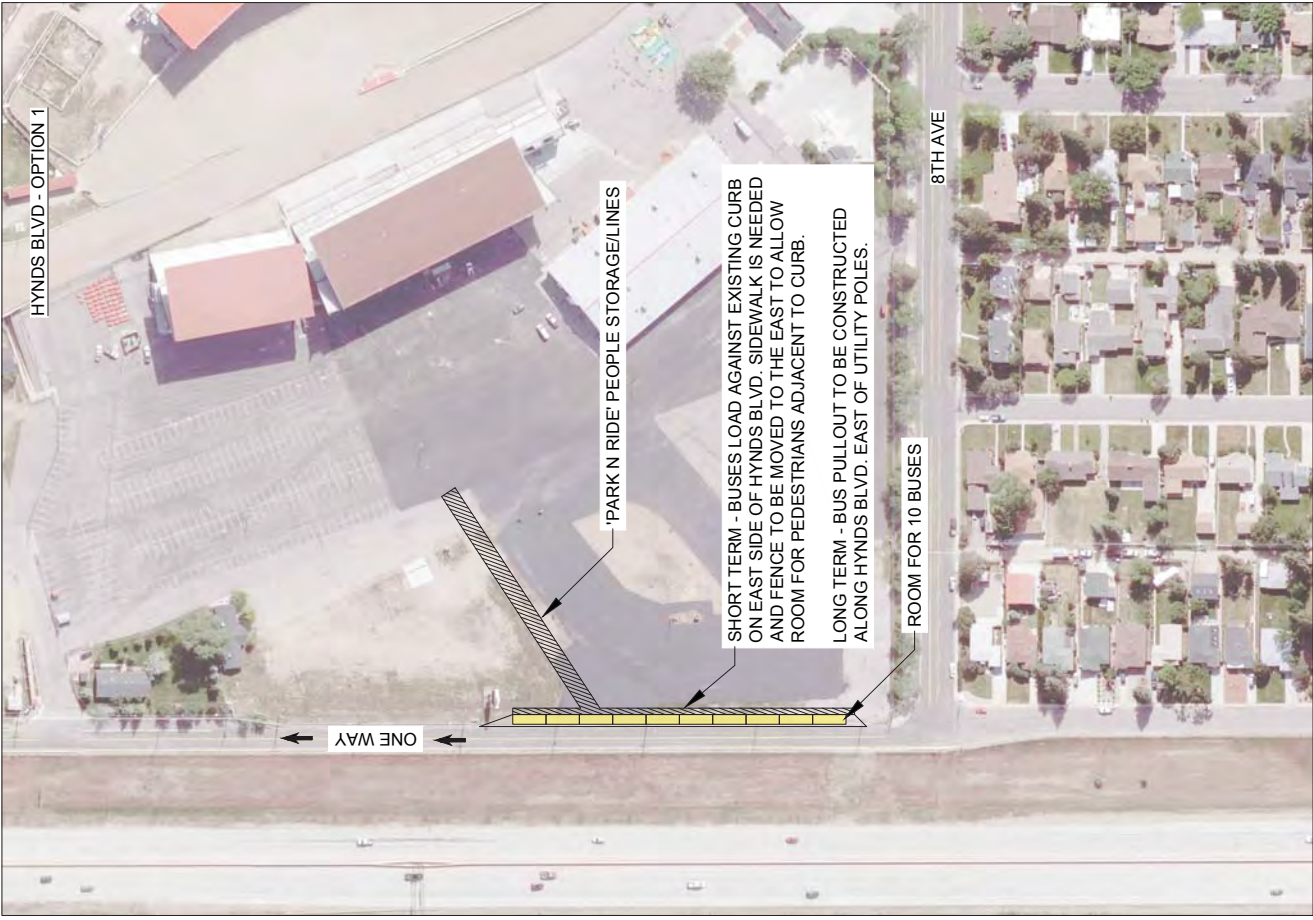 HYNDS BLVD - OPTION 1
'PARK N RIDE' PEOPLE STORAGE/LINES
SHORT TERM - BUSES LOAD AGAINST EXISTING CURB
ON EAST SIDE OF HYNDS BLVD. SIDEWALK IS NEEDED
AND FENCE TO BE MOVED TO THE EAST TO ALLOW
ROOM FOR PEDESTRIANS ADJACENT TO CURB.
LONG TERM - BUS PULLOUT TO BE CONSTRUCTED
ALONG HYNDS BLVD. EAST OF UTILITY POLES.
ROOM FOR 10 BUSES
8TH AVE
ONE WAY